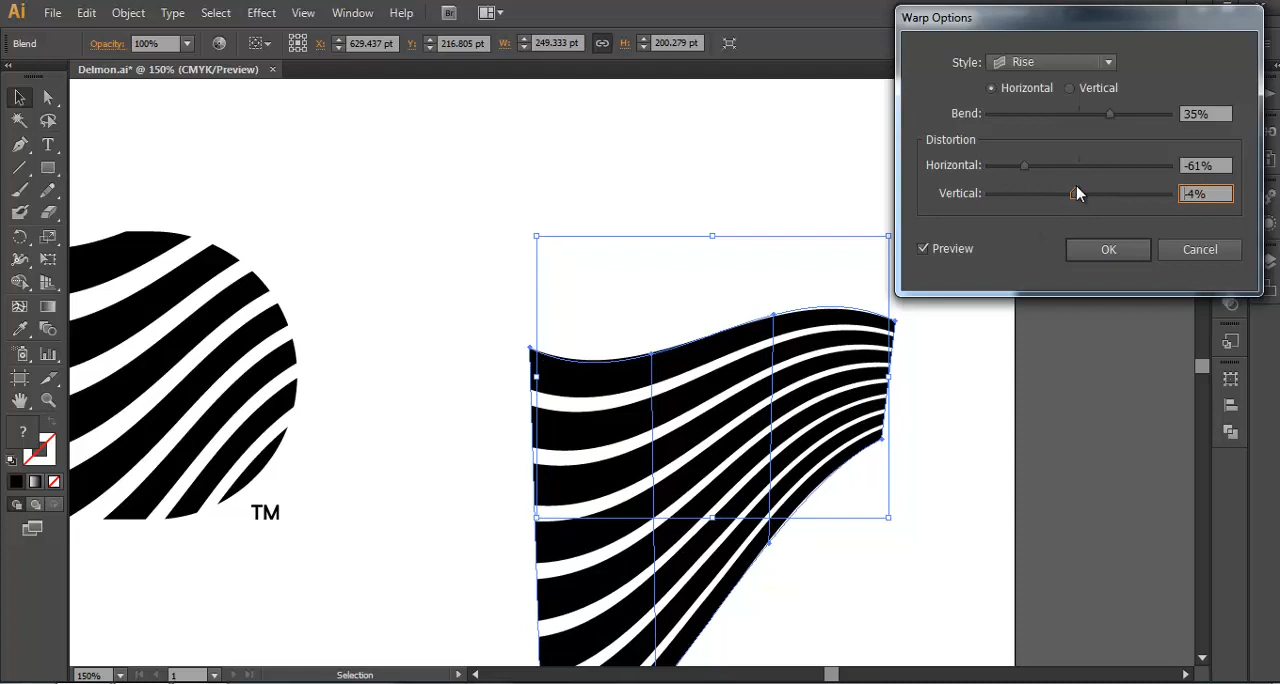 Ai File Edit Object Type Select Effect View Window Help Br
Warp Options
Blend Opacity: 100% X: 629.437 pt Y: 216.805 pt W: 249.333 pt H: 200.279 pt
Delmon.ai* @ 150% (CMYK/Preview) ×
Style: Rise
Horizontal Vertical
Bend: 35%
Distortion
Horizontal: -61%
Vertical: -4%
Preview OK Cancel
T
?
TM
150% 1 Selection